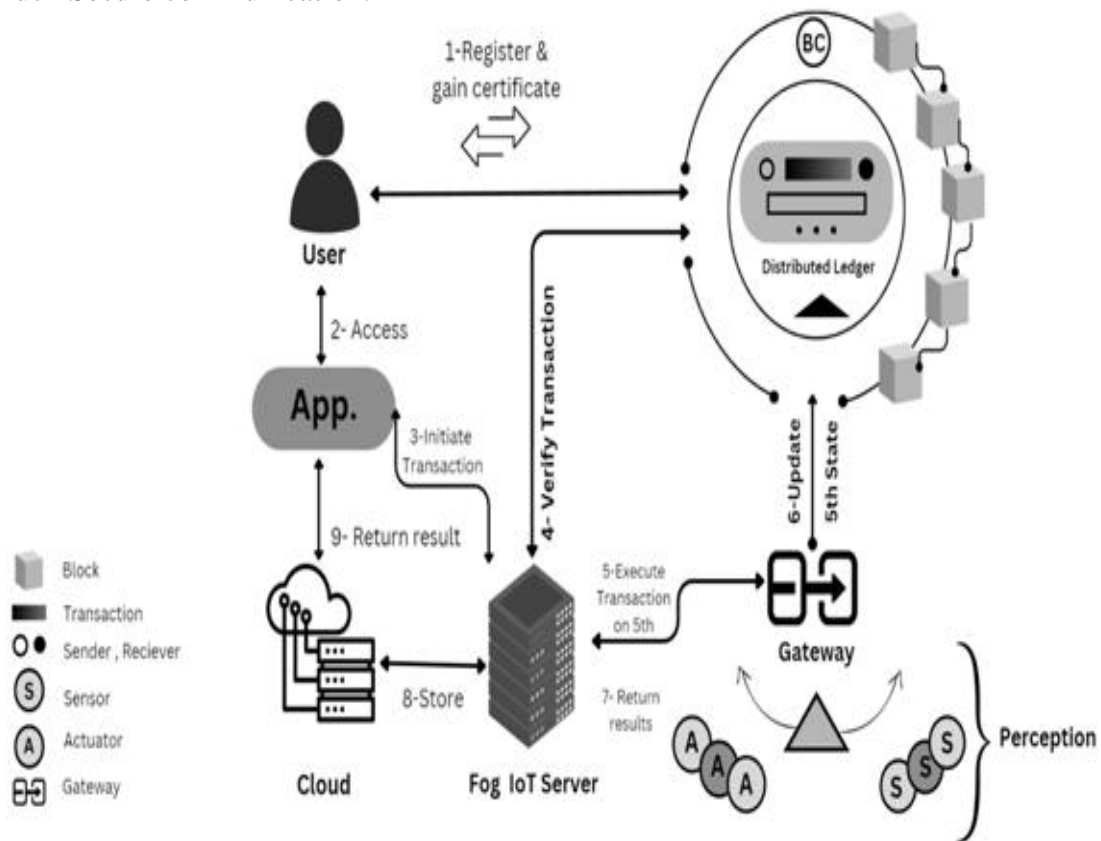 1-Register &
gain certificate
BC
Distributed Ledger
User
2- Access
App.
3-Initiate
Transaction
4- Verify Transaction
6-Update
5th State
9- Return result
5-Execute
Transaction
on 5th
Gateway
8-Store
7- Return
results
Cloud
Fog IoT Server
A
A
A
S
S
S
Perception
Block
Transaction
Sender , Reciever
S
Sensor
A
Actuator
Gateway